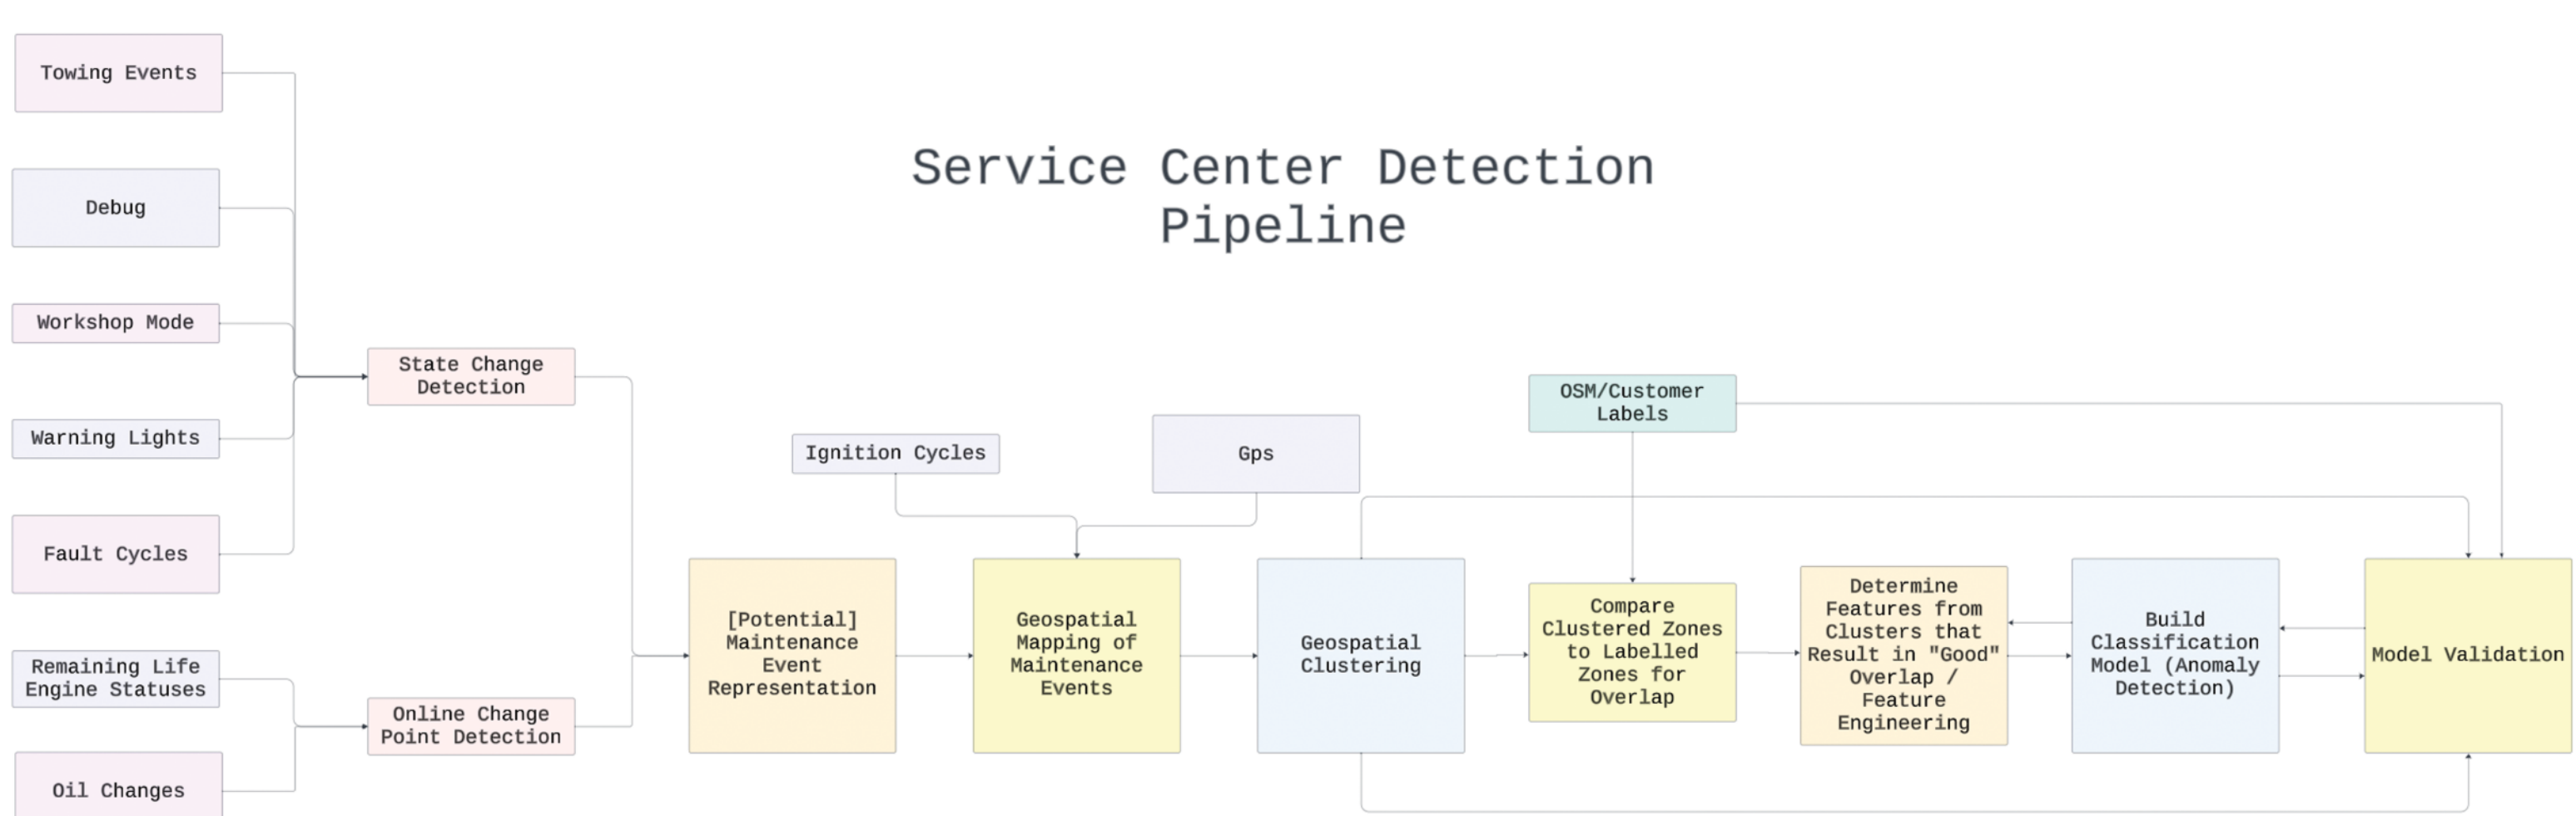 Service Center Detection
Pipeline
Towing Events
Debug
Workshop Mode
Warning Lights
Fault Cycles
Remaining Life
Engine Statuses
Oil Changes
State Change
Detection
Online Change
Point Detection
[Potential]
Maintenance
Event
Representation
Ignition Cycles
Gps
Geospatial
Mapping of
Maintenance
Events
Geospatial
Clustering
OSM/Customer
Labels
Compare
Clustered Zones
to Labelled
Zones for
Overlap
Determine
Features from
Clusters that
Result in "Good"
Overlap /
Feature
Engineering
Build
Classification
Model (Anomaly
Detection)
Model Validation